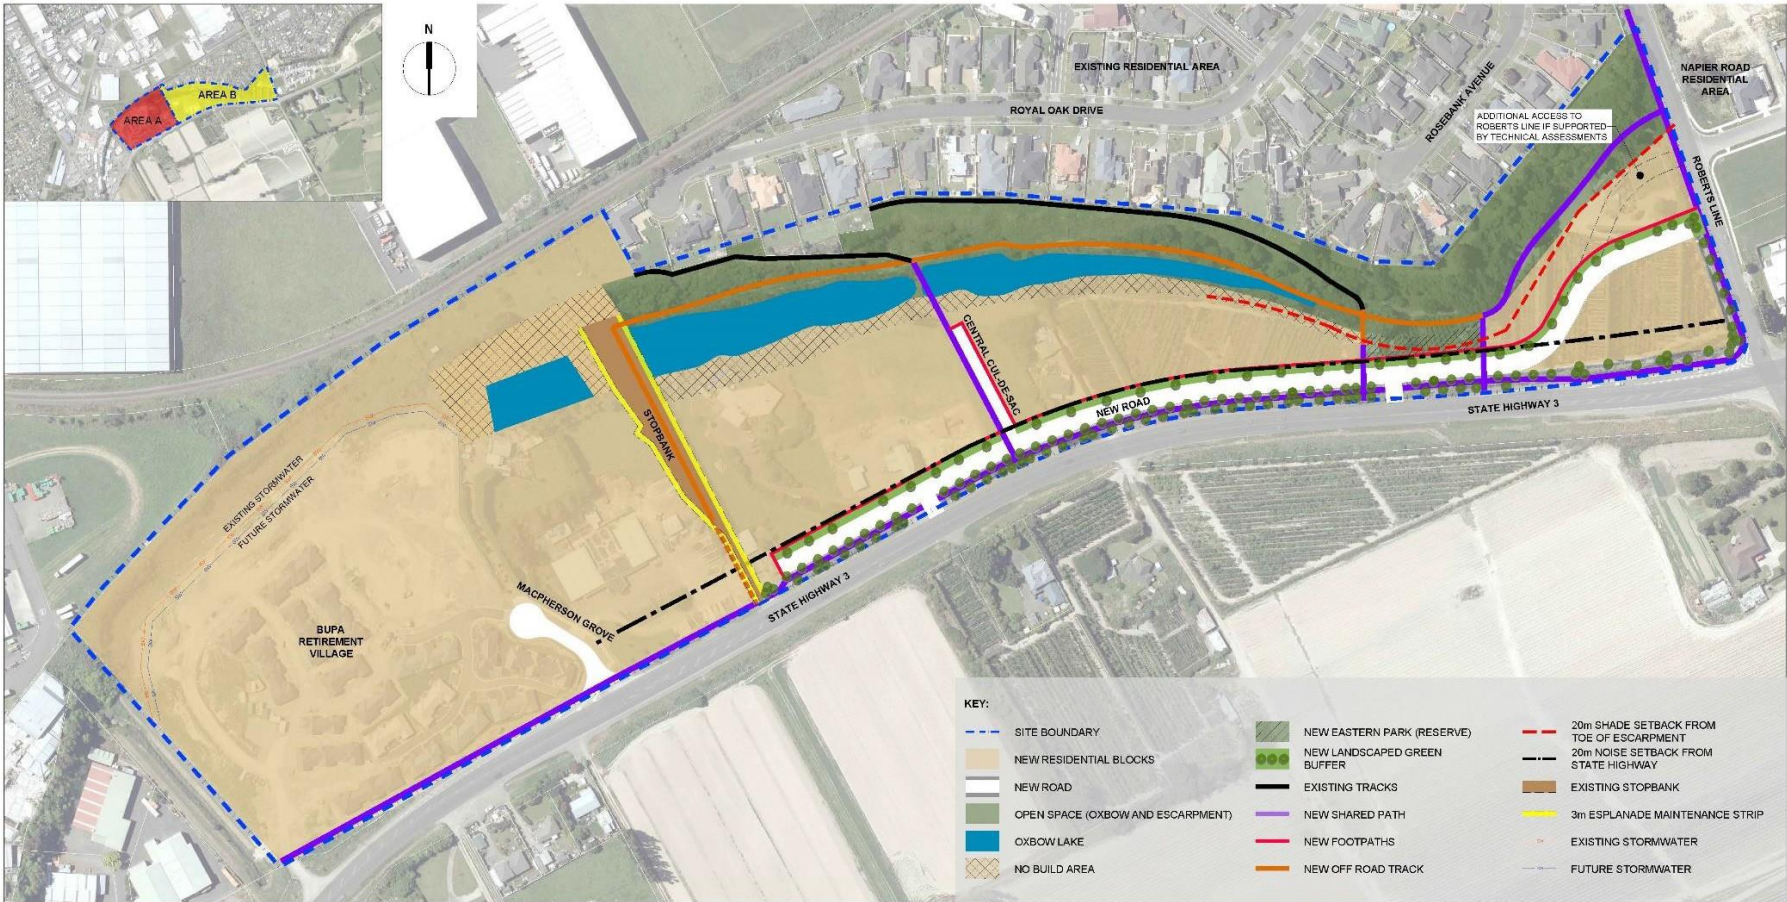 AREA A
AREA B
N
EXISTING RESIDENTIAL AREA
ROYAL OAK DRIVE
ROSEBANK AVENUE
NAPIER ROAD
RESIDENTIAL
AREA
ADDITIONAL ACCESS TO
ROBERTS LINE IF SUPPORTED
BY TECHNICAL ASSESSMENTS
ROBERTS LINE
CENTRAL CUL-DE-SAC
STOPBANK
NEW ROAD
STATE HIGHWAY 3
EXISTING STORMWATER
FUTURE STORMWATER
STATE HIGHWAY 3
MACPHERSON GROVE
BUPA
RETIREMENT
VILLAGE
KEY:
SITE BOUNDARY
NEW RESIDENTIAL BLOCKS
NEW ROAD
OPEN SPACE (OXBOW AND ESCARPMENT)
OXBOW LAKE
NO BUILD AREA
NEW EASTERN PARK (RESERVE)
NEW LANDSCAPED GREEN
BUFFER
EXISTING TRACKS
NEW SHARED PATH
NEW FOOTPATHS
NEW OFF ROAD TRACK
20m SHADE SETBACK FROM
TOE OF ESCARPMENT
20m NOISE SETBACK FROM
STATE HIGHWAY
EXISTING STOPBANK
3m ESPLANADE MAINTENANCE STRIP
EXISTING STORMWATER
FUTURE STORMWATER